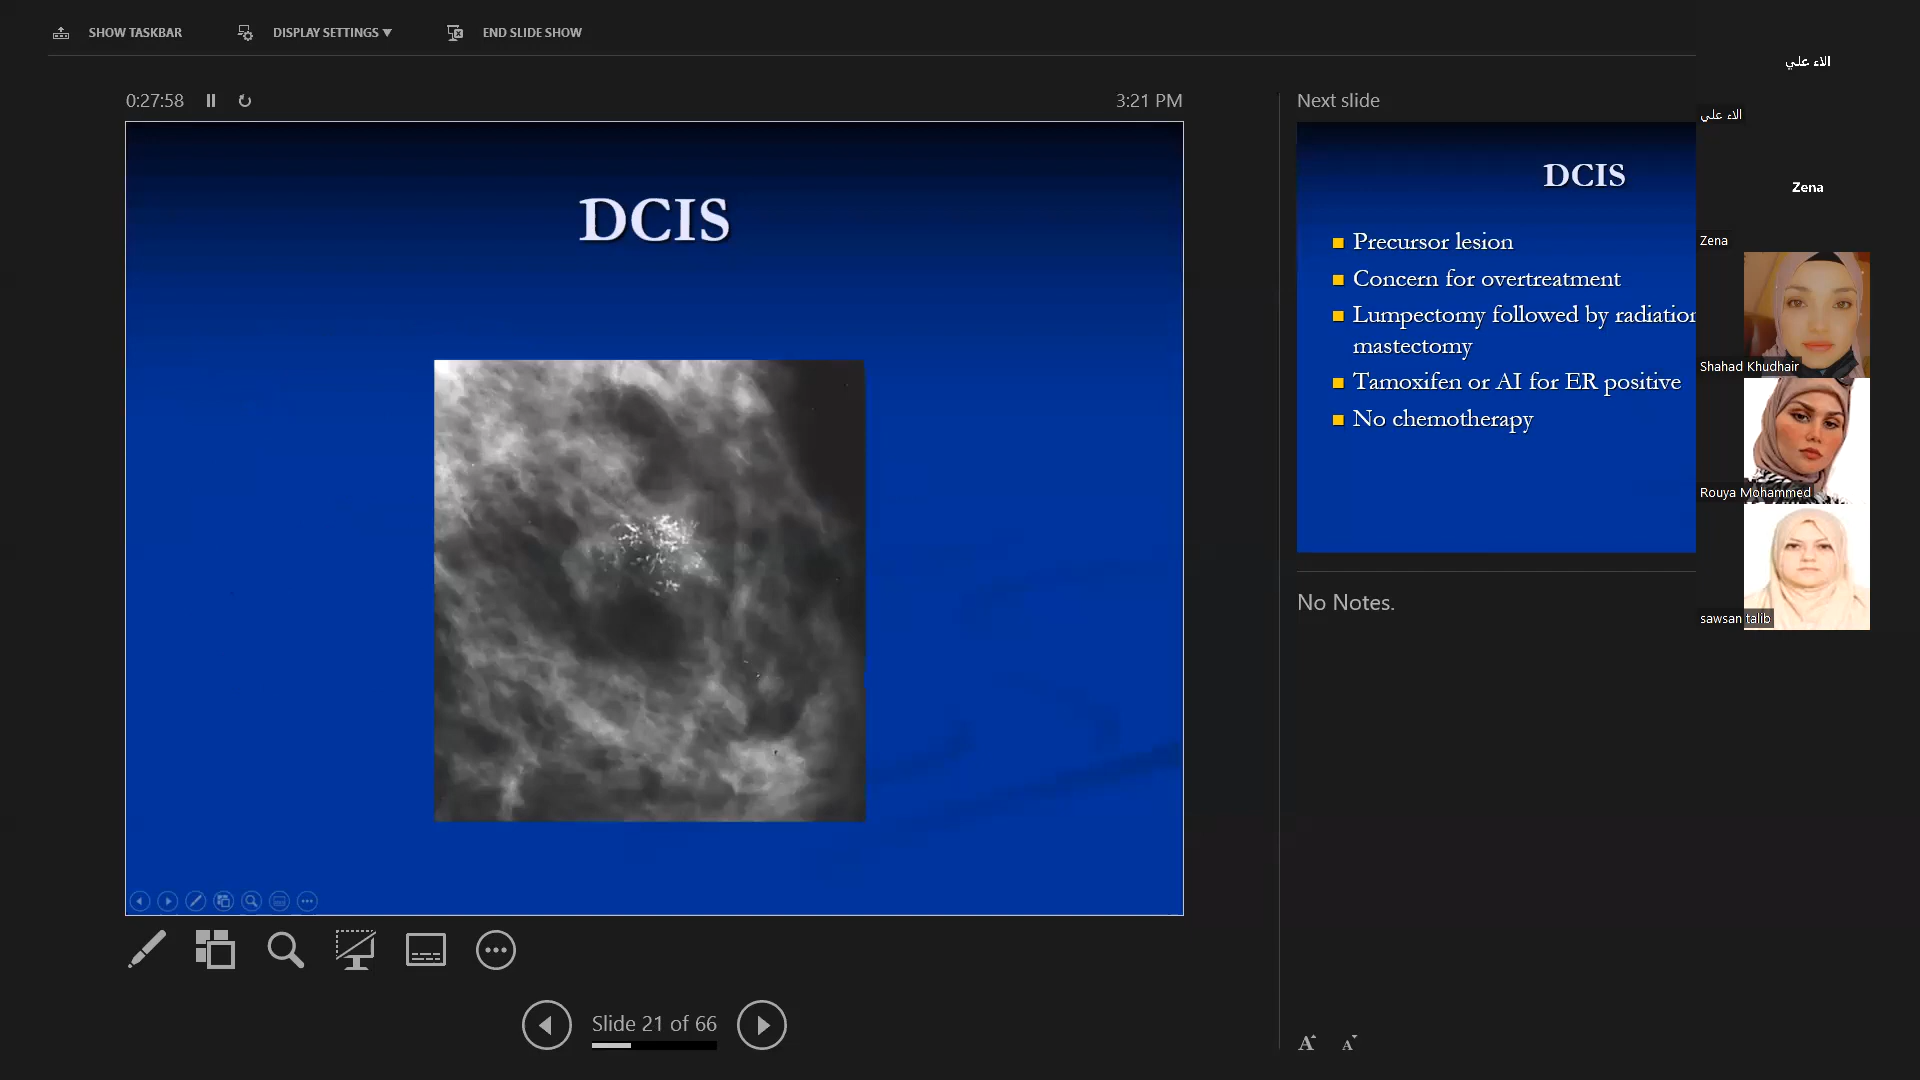 SHOW TASKBAR
DISPLAY SETTINGS ▼
END SLIDE SHOW
0:27:58
3:21 PM
DCIS
Slide 21 of 66
Next slide
DCIS
Precursor lesion
Concern for overtreatment
Lumpectomy followed by radiation
mastectomy
Tamoxifen or AI for ER positive
No chemotherapy
No Notes.
A A
الاء علي
الاء علي
Zena
Zena
Shahad Khudhair
Rouya Mohammed
sawsan talib